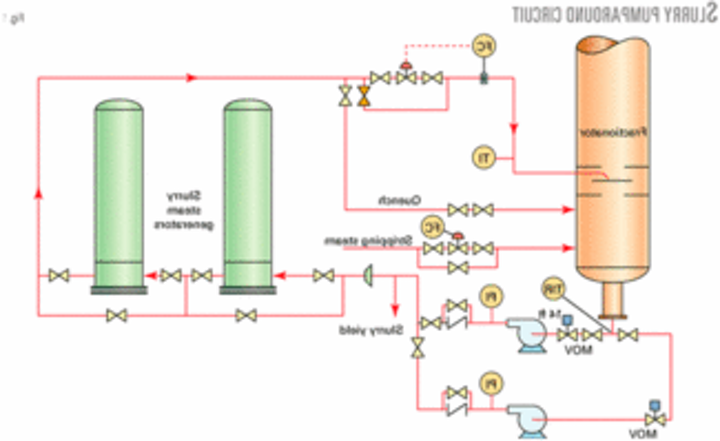 SLURRY PUMPAROUND CIRCUIT
Fig. 1
FC
Fractionator
TI
Slurry
steam
generators
Quench
FC
Stripping steam
TIR
PI
14 ft
Slurry yield
MOV
PI
MOV